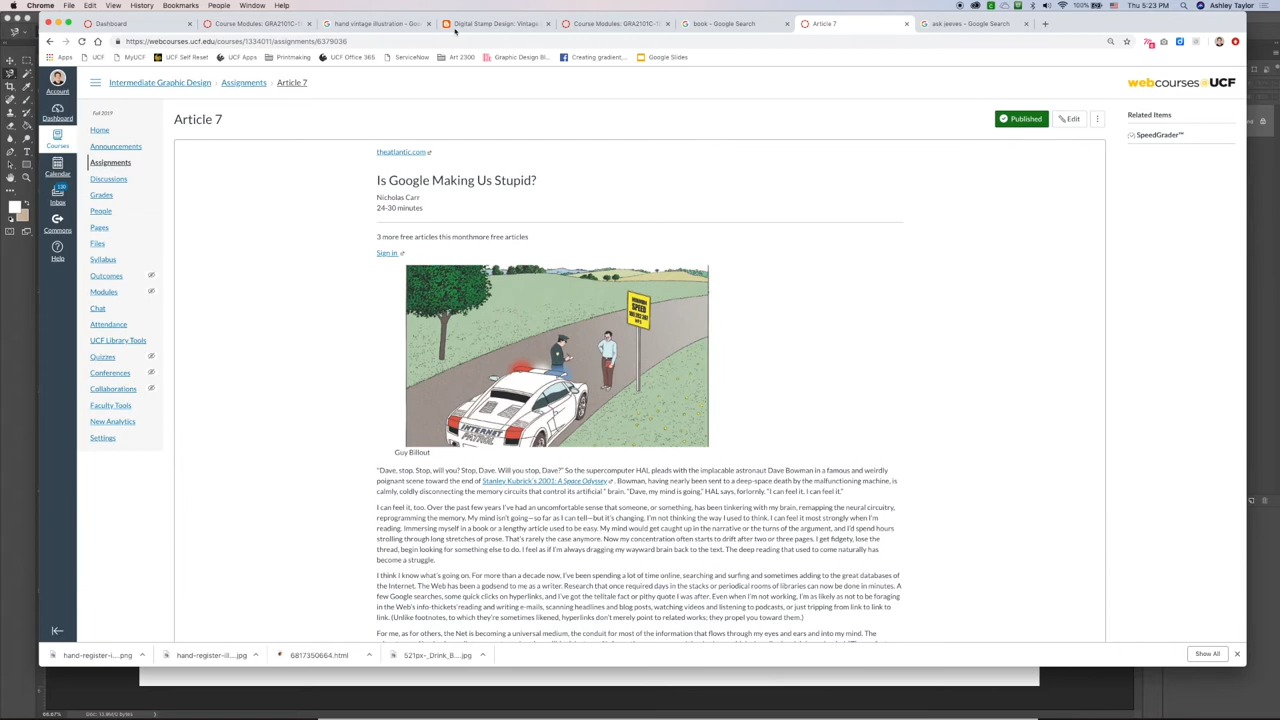 Chrome File Edit View History Bookmarks People Window Help
100% Thu 5:23 PM Ashley Taylor
Dashboard
Course Modules: GRA2101C-19
hand vintage illustration - Goo
Digital Stamp Design: Vintage
Course Modules: GRA2101C-19
book - Google Search
Article 7
ask jeeves - Google Search
https://webcourses.ucf.edu/courses/1334011/assignments/6379036
Apps UCF MyUCF UCF Self Reset UCF Apps Printmaking UCF Office 365 ServiceNow Art 2300 Graphic Design Bl... Creating gradient,... Google Slides
Account
Dashboard
Courses
Calendar
Inbox
Commons
Help
Intermediate Graphic Design › Assignments › Article 7
webcourses@UCF
Fall 2019
Home
Announcements
Assignments
Discussions
Grades
People
Pages
Files
Syllabus
Outcomes
Modules
Chat
Attendance
UCF Library Tools
Quizzes
Conferences
Collaborations
Faculty Tools
New Analytics
Settings
Article 7
Published
Edit
Related Items
SpeedGrader™
theatlantic.com
Is Google Making Us Stupid?
Nicholas Carr
24-30 minutes
3 more free articles this monthmore free articles
Sign in
SPEED
INTERNET
PATROL
Guy Billout
"Dave, stop. Stop, will you? Stop, Dave. Will you stop, Dave?" So the supercomputer HAL pleads with the implacable astronaut Dave Bowman in a famous and weirdly
poignant scene toward the end of Stanley Kubrick's 2001: A Space Odyssey . Bowman, having nearly been sent to a deep-space death by the malfunctioning machine, is
calmly, coldly disconnecting the memory circuits that control its artificial " brain. "Dave, my mind is going," HAL says, forlornly. "I can feel it. I can feel it."
I can feel it, too. Over the past few years I've had an uncomfortable sense that someone, or something, has been tinkering with my brain, remapping the neural circuitry,
reprogramming the memory. My mind isn't going—so far as I can tell—but it's changing. I'm not thinking the way I used to think. I can feel it most strongly when I'm
reading. Immersing myself in a book or a lengthy article used to be easy. My mind would get caught up in the narrative or the turns of the argument, and I'd spend hours
strolling through long stretches of prose. That's rarely the case anymore. Now my concentration often starts to drift after two or three pages. I get fidgety, lose the
thread, begin looking for something else to do. I feel as if I'm always dragging my wayward brain back to the text. The deep reading that used to come naturally has
become a struggle.
I think I know what's going on. For more than a decade now, I've been spending a lot of time online, searching and surfing and sometimes adding to the great databases of
the Internet. The Web has been a godsend to me as a writer. Research that once required days in the stacks or periodical rooms of libraries can now be done in minutes. A
few Google searches, some quick clicks on hyperlinks, and I've got the telltale fact or pithy quote I was after. Even when I'm not working, I'm as likely as not to be foraging
in the Web's info-thickets'reading and writing e-mails, scanning headlines and blog posts, watching videos and listening to podcasts, or just tripping from link to link to
link. (Unlike footnotes, to which they're sometimes likened, hyperlinks don't merely point to related works; they propel you toward them.)
For me, as for others, the Net is becoming a universal medium, the conduit for most of the information that flows through my eyes and ears and into my mind. The
hand-register-i....png
hand-register-ill....jpg
6817350664.html
521px-_Drink_B....jpg
Show All
66.67%